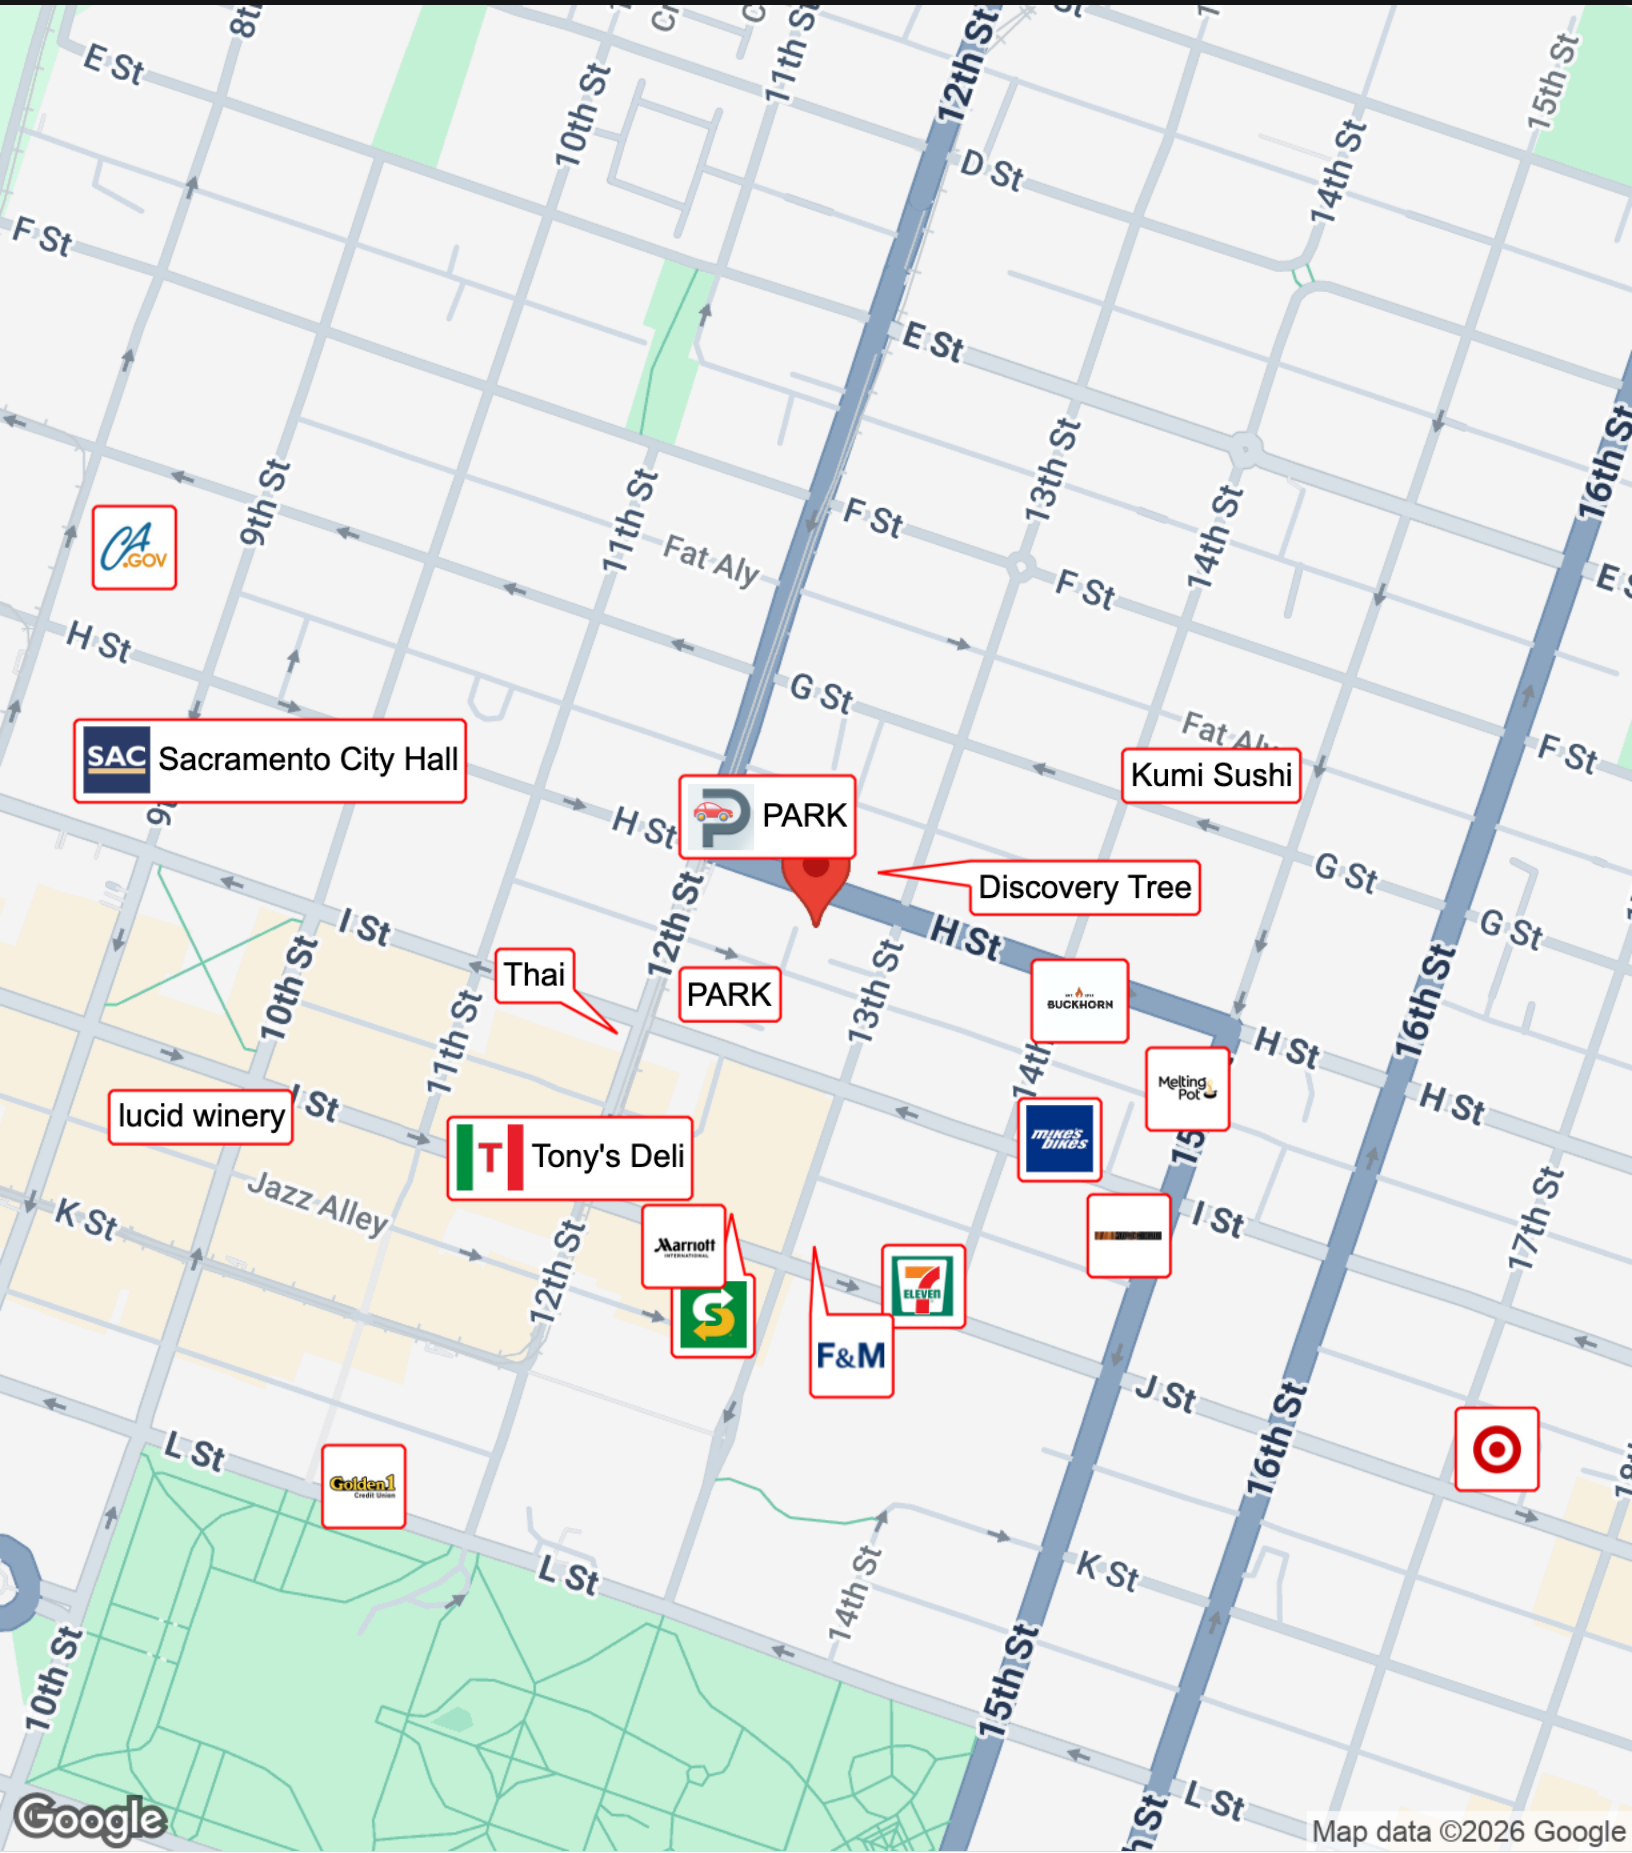 8th
11th St
12th St
E St
10th St
15th St
D St
14th St
F St
E St
16th St
13th St
9th St
11th St
F St
14th St
Fat Aly
F St
CA
.GOV
H St
G St
Fat Aly
F St
SAC Sacramento City Hall
Kumi Sushi
P PARK
H St
G St
Discovery Tree
12th St
I St
H St
G St
10th St
Thai
PARK
13th St
16th St
11th St
BUCKHORN
H St
14th
Melting
Pot
H St
lucid winery
J St
mike's
bikes
T Tony's Deli
Jazz Alley
K St
12th St
Marriott
INTERNATIONAL
I St
17th St
7
ELEVEN
S
F&M
J St
16th St
L St
Golden 1
Credit Union
L St
K St
14th St
10th St
15th St
L St
Google
Map data ©2026 Google